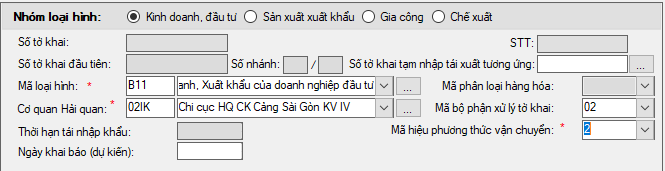 Nhóm loại hình: Kinh doanh, đầu tư Sản xuất xuất khẩu Gia công Chế xuất
Số tờ khai: STT:
Số tờ khai đầu tiên: Số nhánh: / Số tờ khai tạm nhập tái xuất tương ứng: ...
Mã loại hình: * B11 anh, Xuất khẩu của doanh nghiệp đầu tư ... Mã phân loại hàng hóa:
Cơ quan Hải quan: * 02IK Chi cục HQ CK Cảng Sài Gòn KV IV ... Mã bộ phận xử lý tờ khai: 02
Thời hạn tái nhập khẩu: Mã hiệu phương thức vận chuyển: * 2
Ngày khai báo (dự kiến):